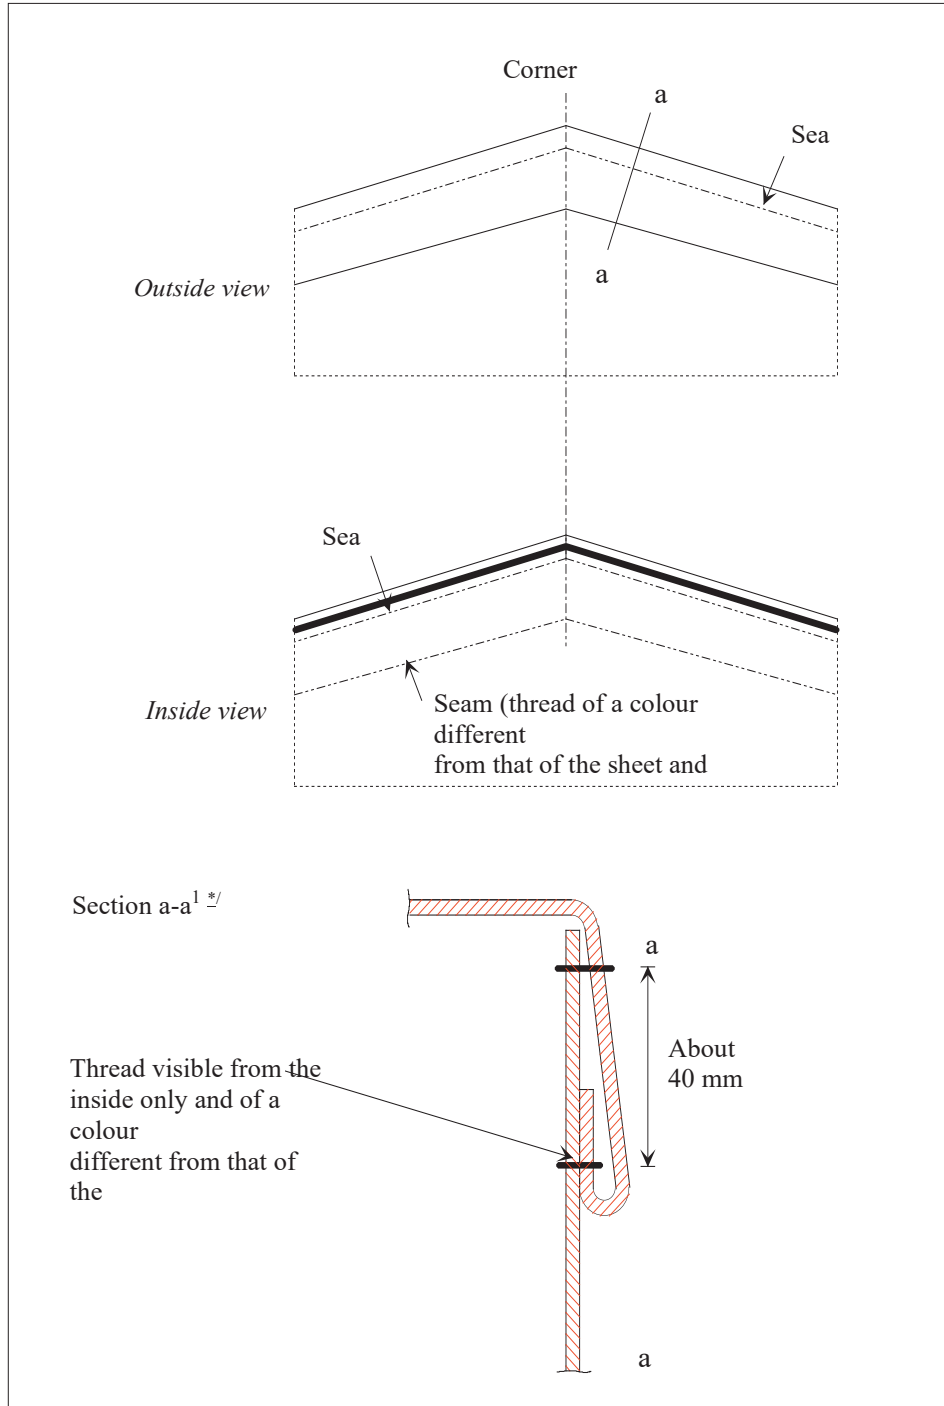 Corner
a
Sea
a
Outside view
Sea
Inside view
Seam (thread of a colour
different
from that of the sheet and
Section a-a¹ */
a
About
40 mm
Thread visible from the
inside only and of a
colour
different from that of
the
a